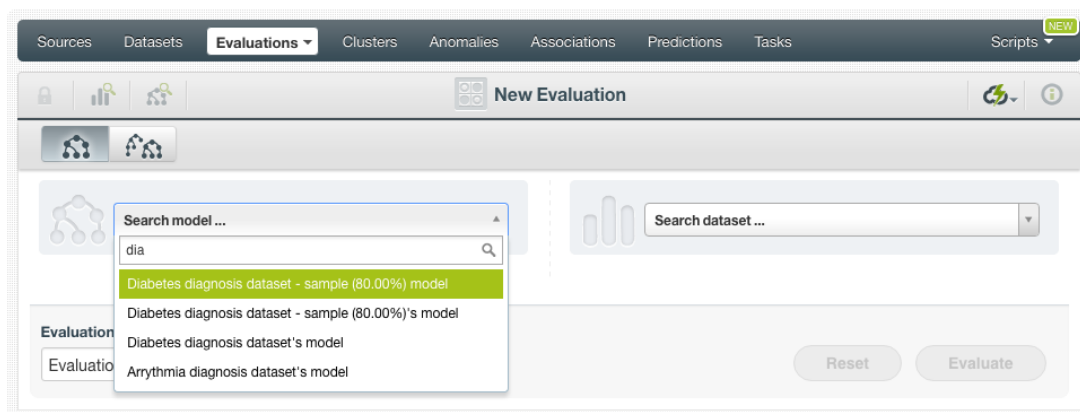 NEW
Sources Datasets Evaluations Clusters Anomalies Associations Predictions Tasks Scripts
New Evaluation
Search model ...
Search dataset ...
dia
Diabetes diagnosis dataset - sample (80.00%) model
Diabetes diagnosis dataset - sample (80.00%)'s model
Diabetes diagnosis dataset's model
Arrythmia diagnosis dataset's model
Evaluation
Evaluatio
Reset Evaluate